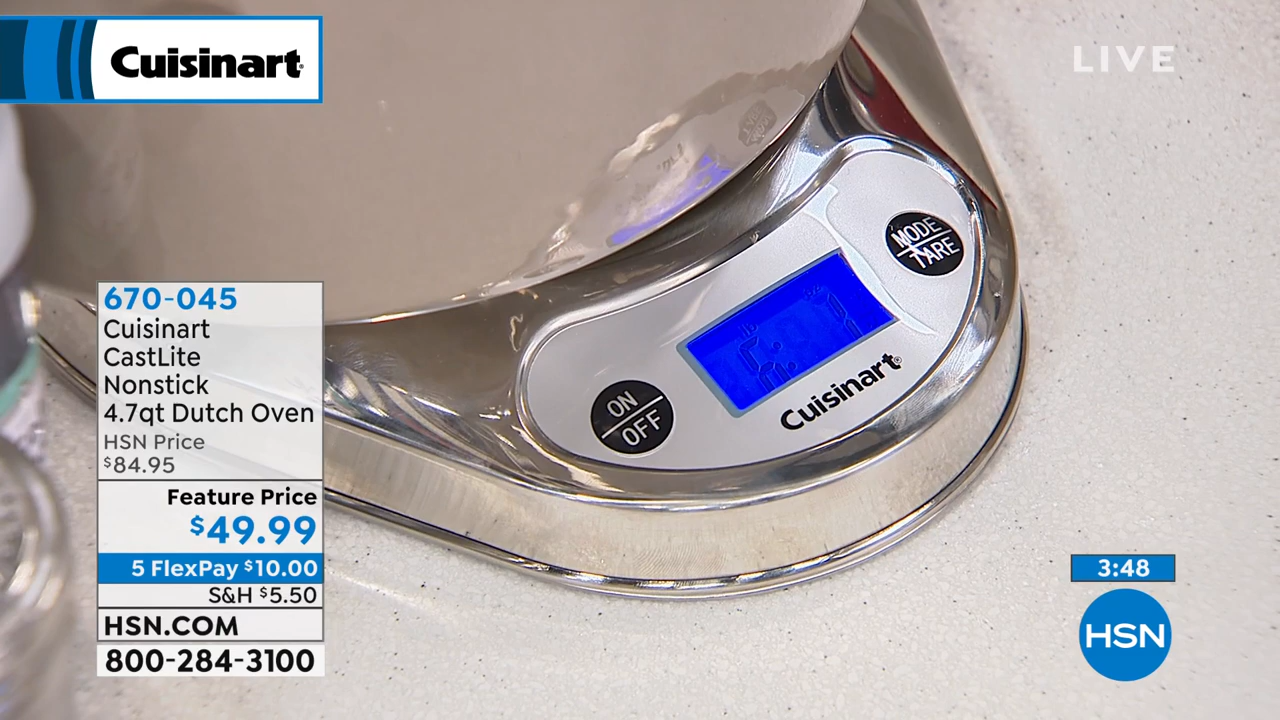 Cuisinart
LIVE
MODE
TARE
670-045
Cuisinart
CastLite
Nonstick
4.7qt Dutch Oven
HSN Price
$84.95
Feature Price
$49.99
5 FlexPay $10.00
S&H $5.50
HSN.COM
800-284-3100
ON
OFF
lb
Cuisinart
3:48
HSN